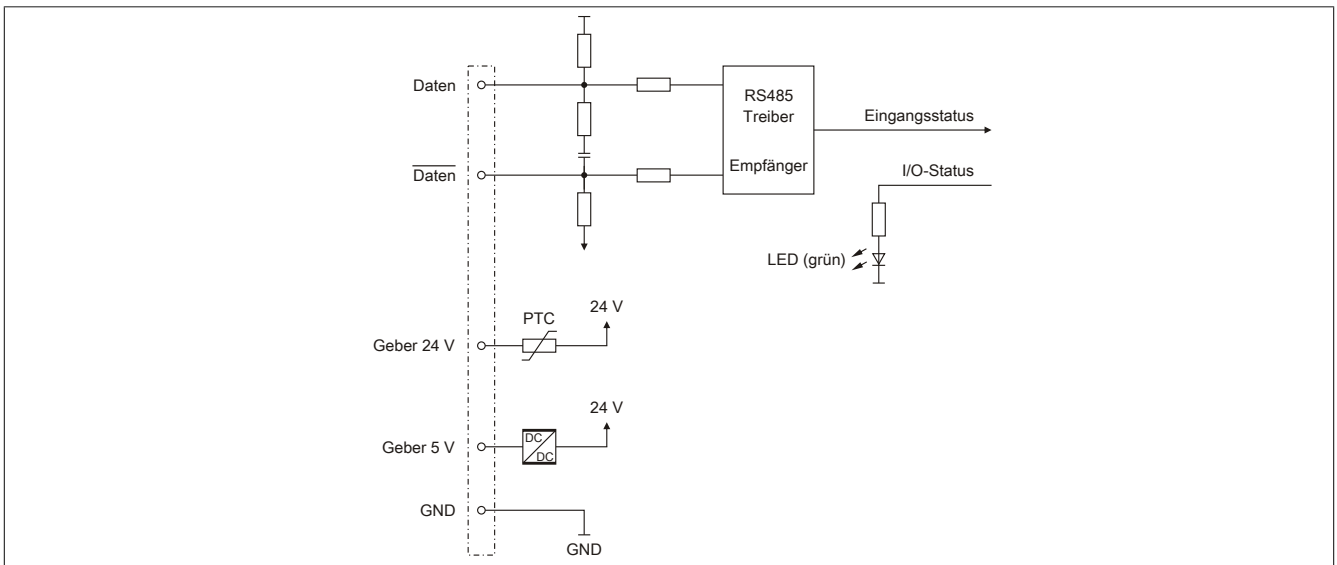 Daten
RS485
Treiber
Eingangsstatus
Daten
Empfänger
I/O-Status
LED (grün)
24 V
PTC
Geber 24 V
24 V
Geber 5 V
DC
DC
GND
GND